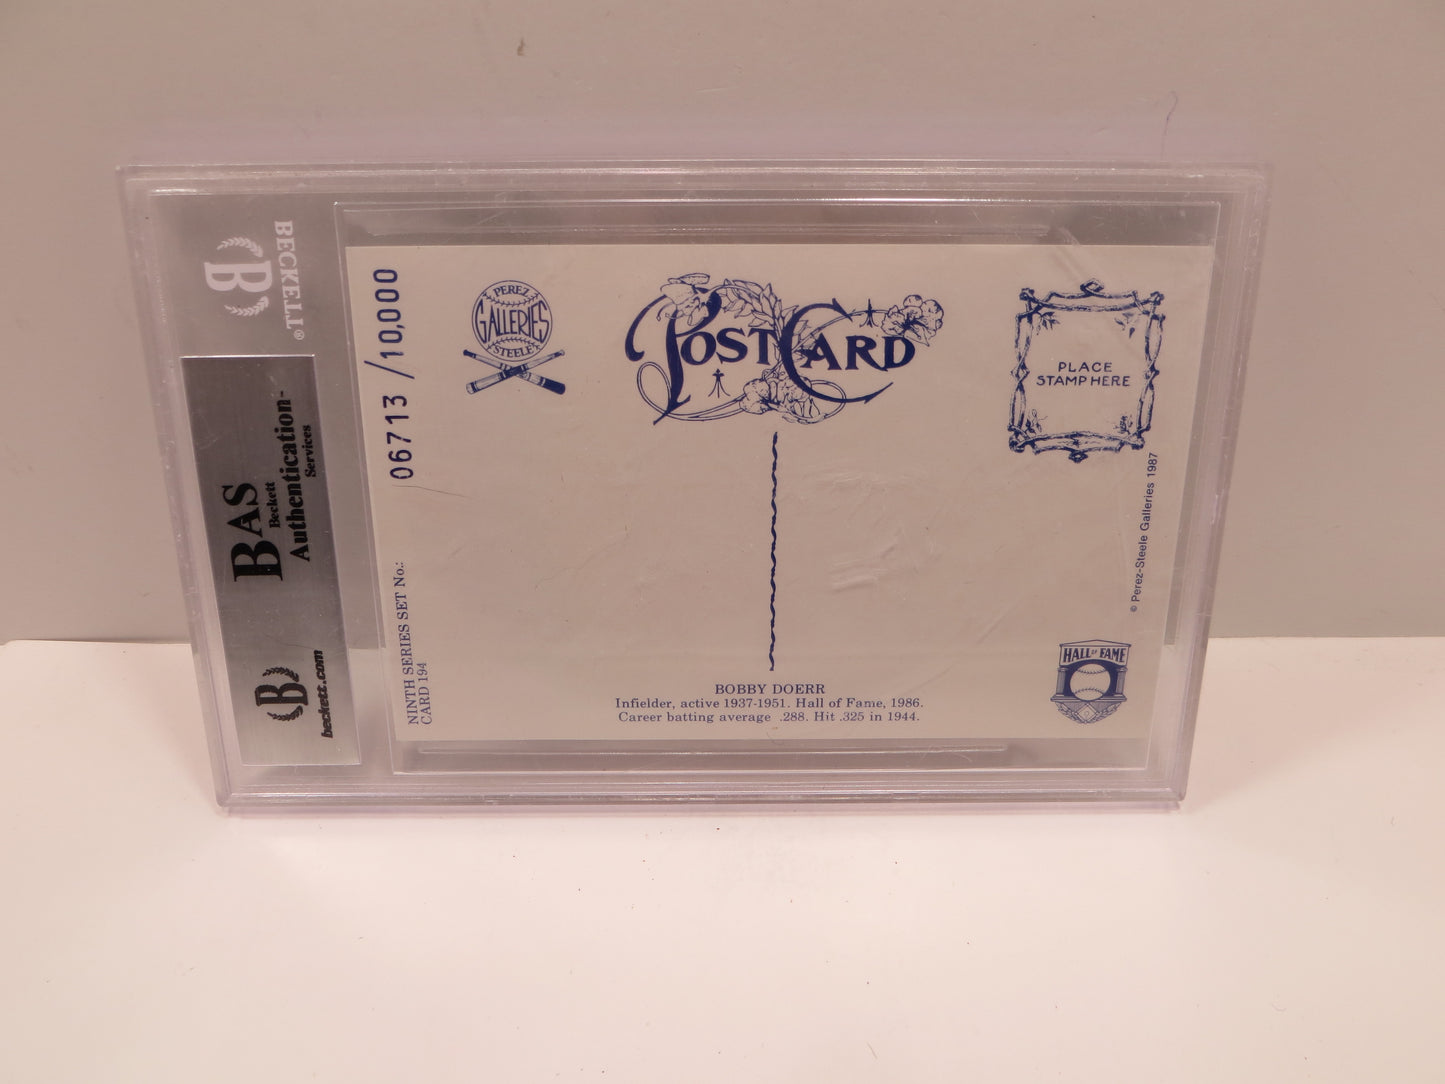 BECKETT®
B
BAS
Beckett
Authentication-
Services
B
beckett.com
06713 /10,000
NINTH SERIES SET No.:
CARD 194
PEREZ
GALLERIES
STEELE
POSTCARD
PLACE
STAMP HERE
© Perez-Steele Galleries 1987
HALL OF FAME
BOBBY DOERR
Infielder, active 1937-1951. Hall of Fame, 1986.
Career batting average .288. Hit .325 in 1944.